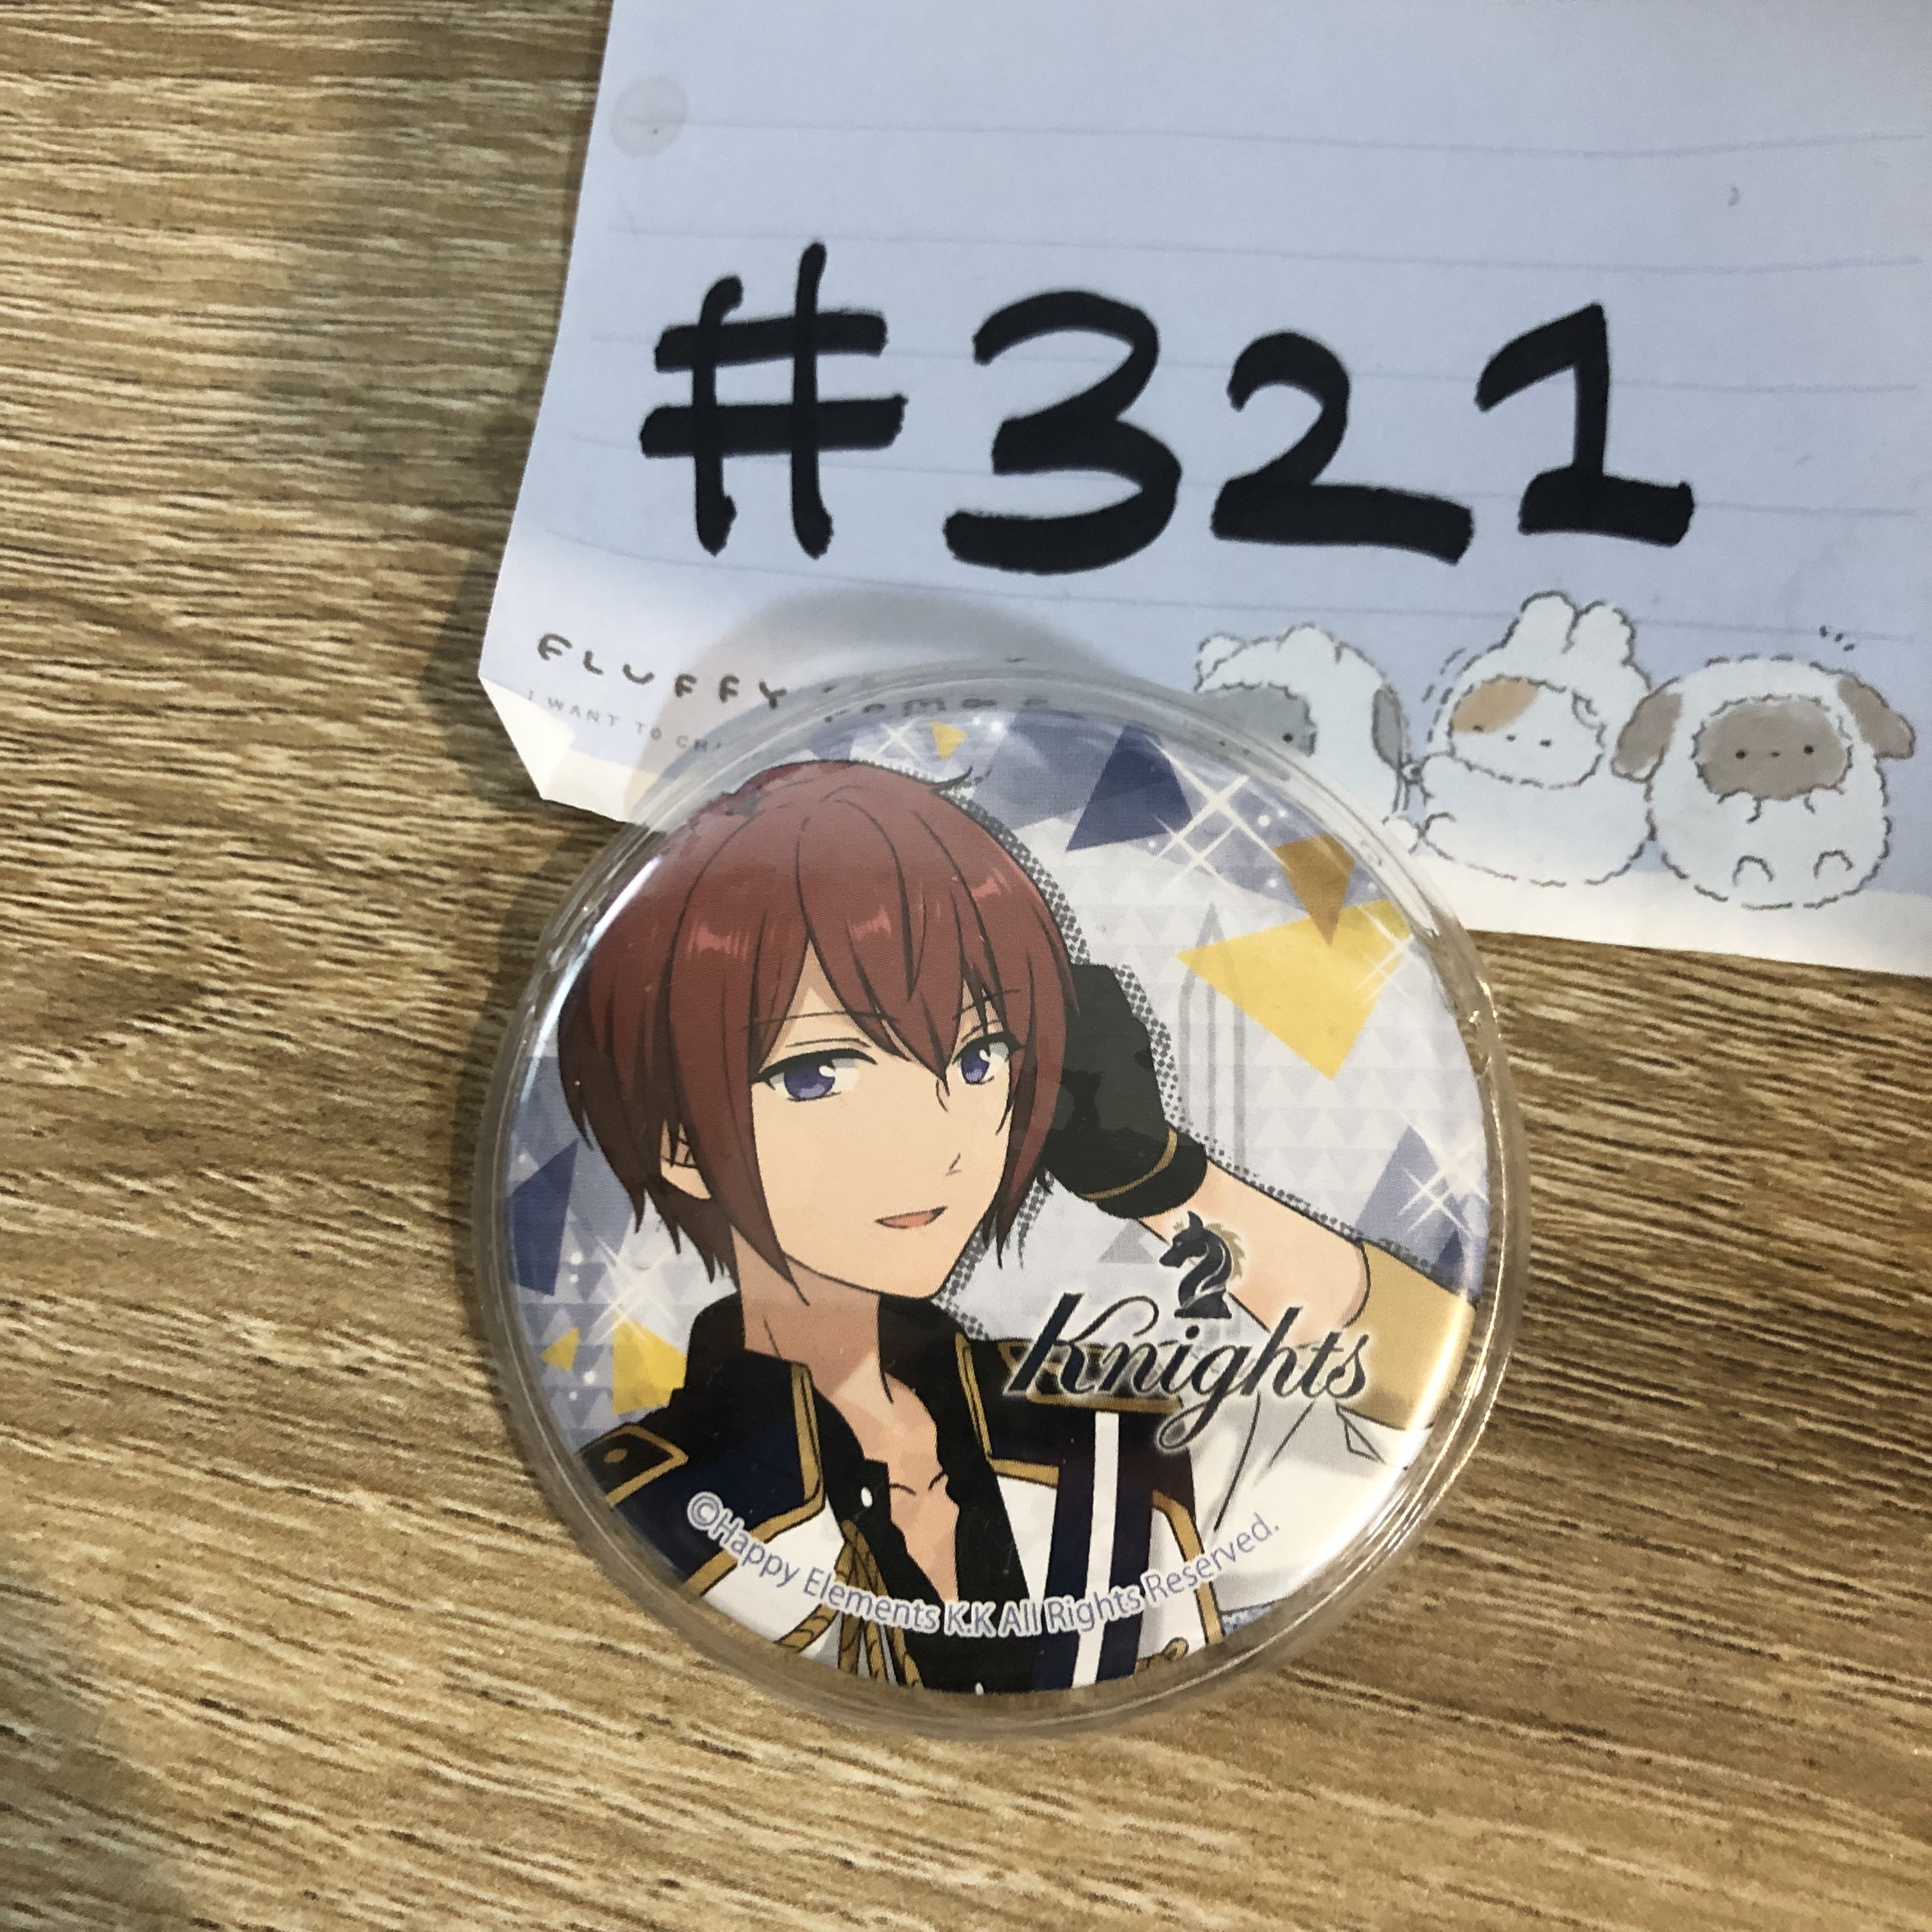 #321
FLUFFY
I WANT TO
Knights
©Happy Elements K.K All Rights Reserved.